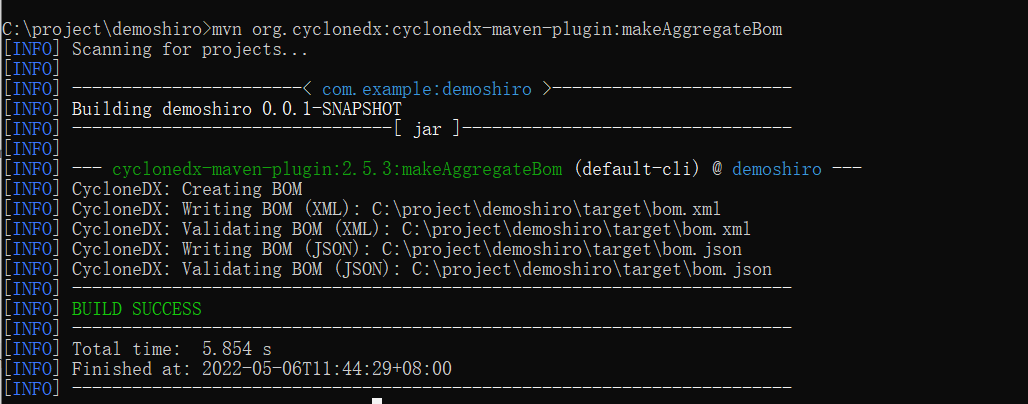 C:\project\demoshiro>mvn org.cyclonedx:cyclonedx-maven-plugin:makeAggregateBom
[INFO] Scanning for projects...
[INFO]
[INFO] -----------------------< com.example:demoshiro >------------------------
[INFO] Building demoshiro 0.0.1-SNAPSHOT
[INFO] --------------------------------[ jar ]---------------------------------
[INFO]
[INFO] --- cyclonedx-maven-plugin:2.5.3:makeAggregateBom (default-cli) @ demoshiro ---
[INFO] CycloneDX: Creating BOM
[INFO] CycloneDX: Writing BOM (XML): C:\project\demoshiro\target\bom.xml
[INFO] CycloneDX: Validating BOM (XML): C:\project\demoshiro\target\bom.xml
[INFO] CycloneDX: Writing BOM (JSON): C:\project\demoshiro\target\bom.json
[INFO] CycloneDX: Validating BOM (JSON): C:\project\demoshiro\target\bom.json
[INFO] ------------------------------------------------------------------------
[INFO] BUILD SUCCESS
[INFO] ------------------------------------------------------------------------
[INFO] Total time:  5.854 s
[INFO] Finished at: 2022-05-06T11:44:29+08:00
[INFO] ------------------------------------------------------------------------